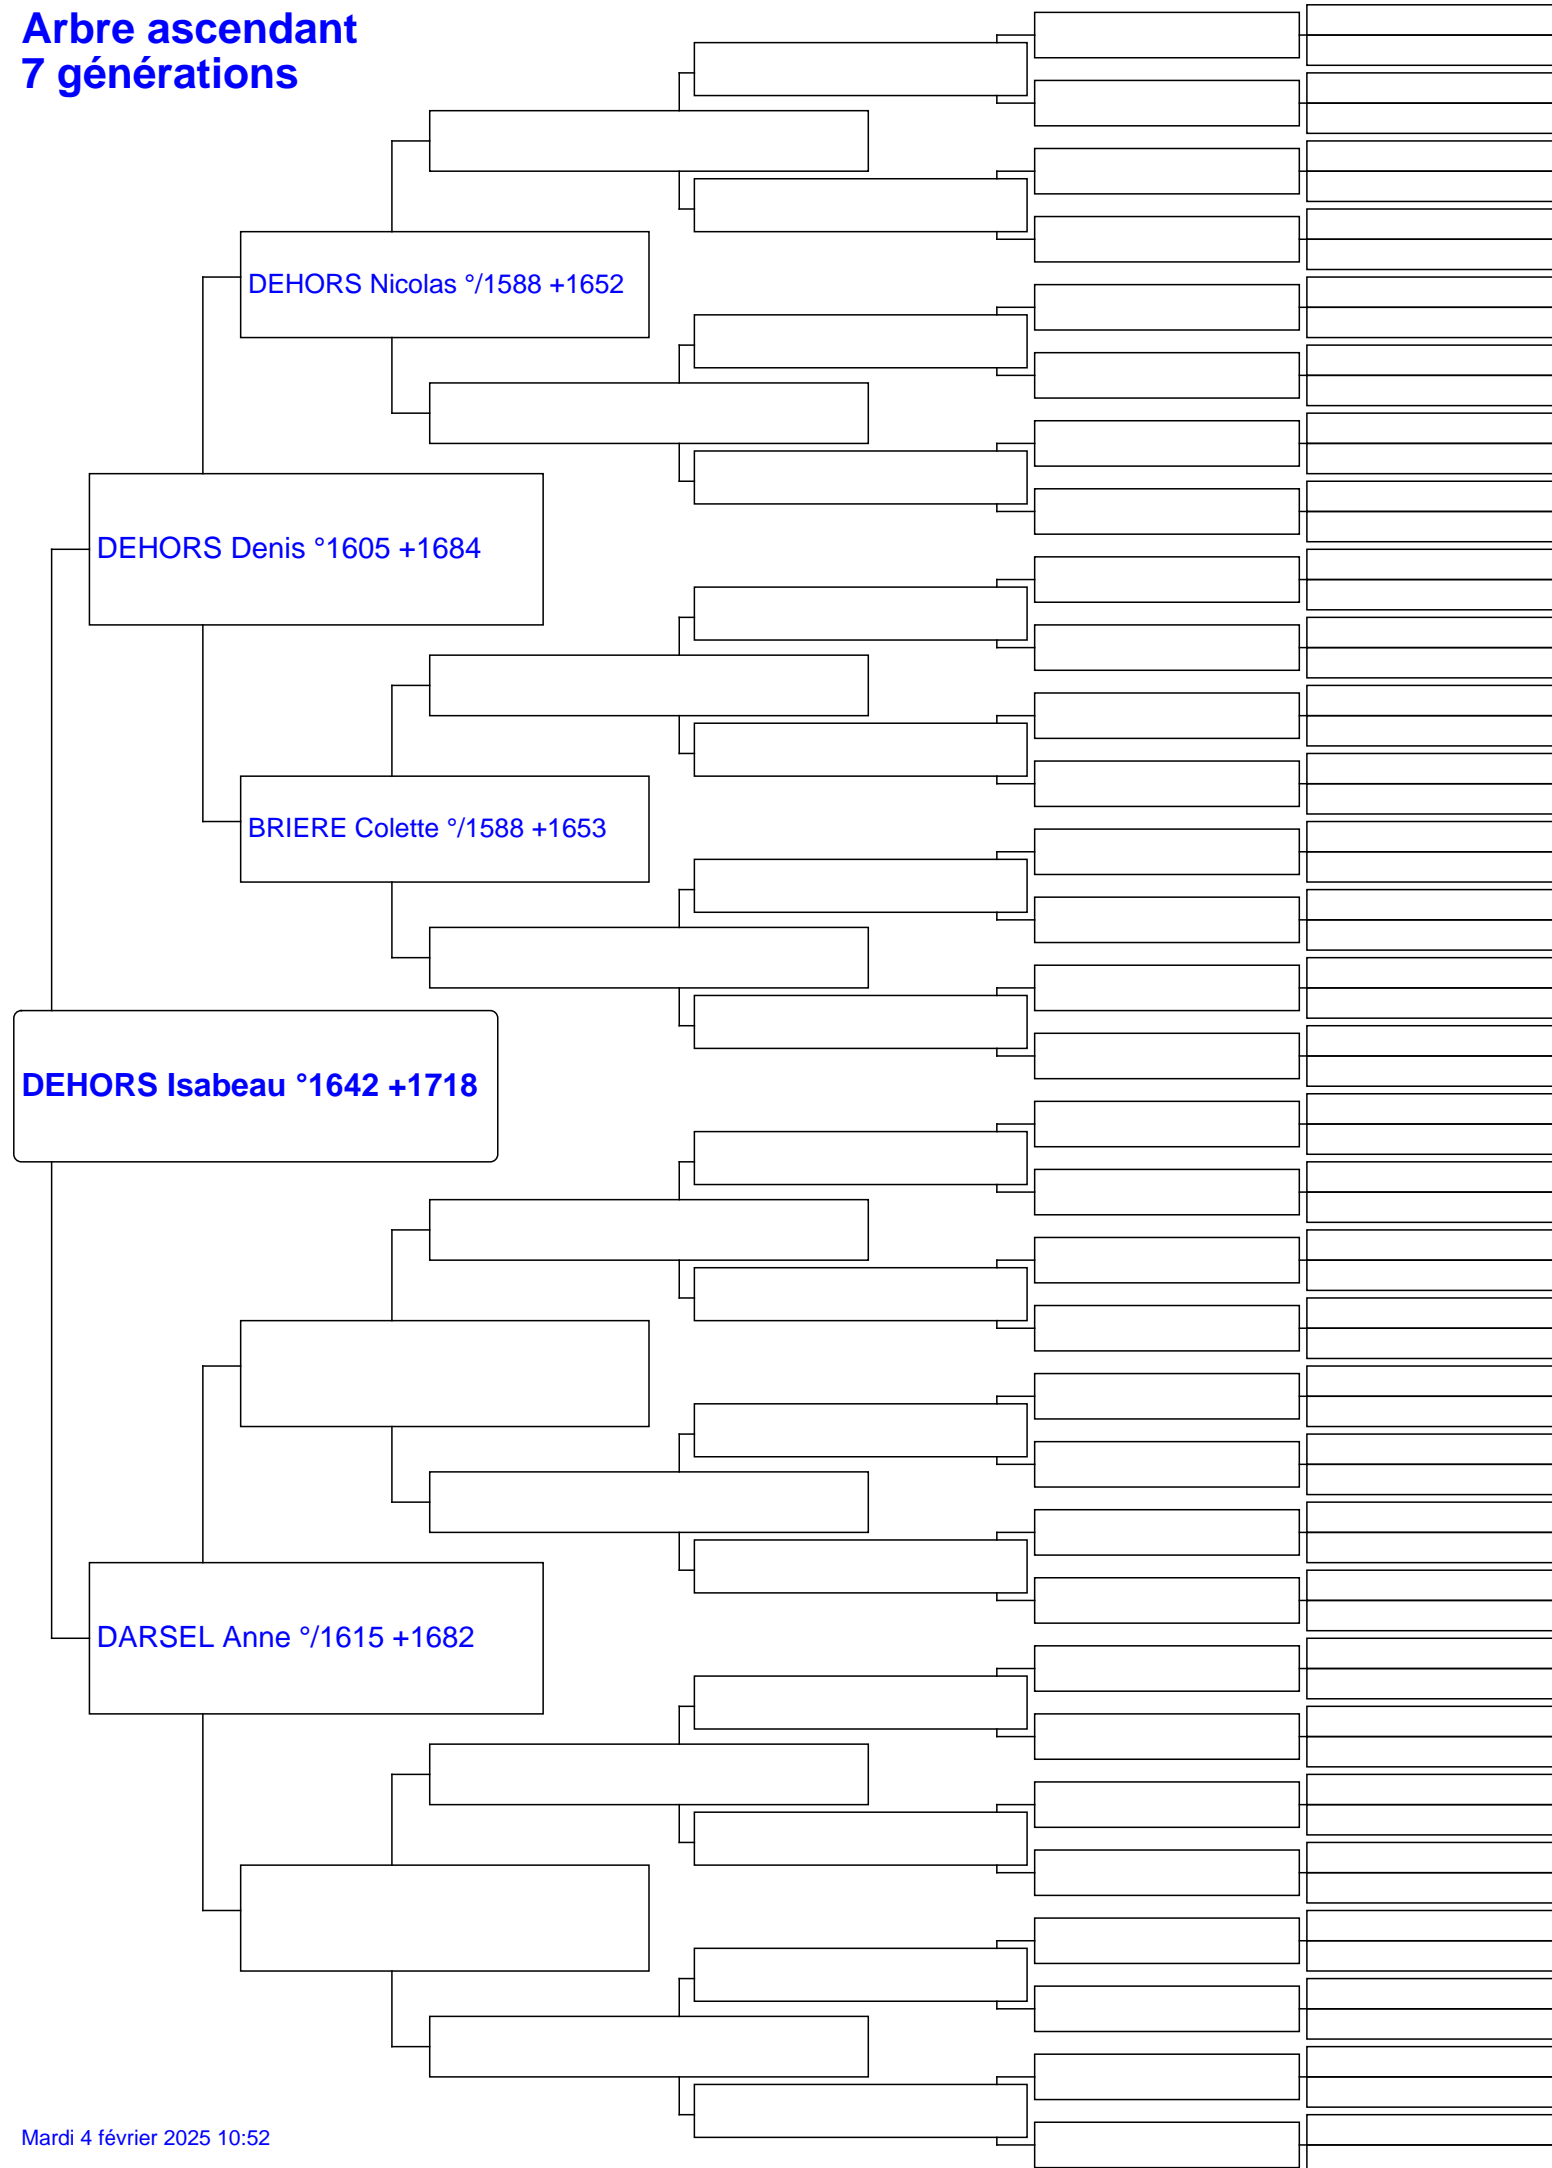 Arbre ascendant
7 générations
DEHORS Nicolas °/1588 +1652
DEHORS Denis °1605 +1684
BRIERE Colette °/1588 +1653
DEHORS Isabeau °1642 +1718
DARSEL Anne °/1615 +1682
Mardi 4 février 2025 10:52